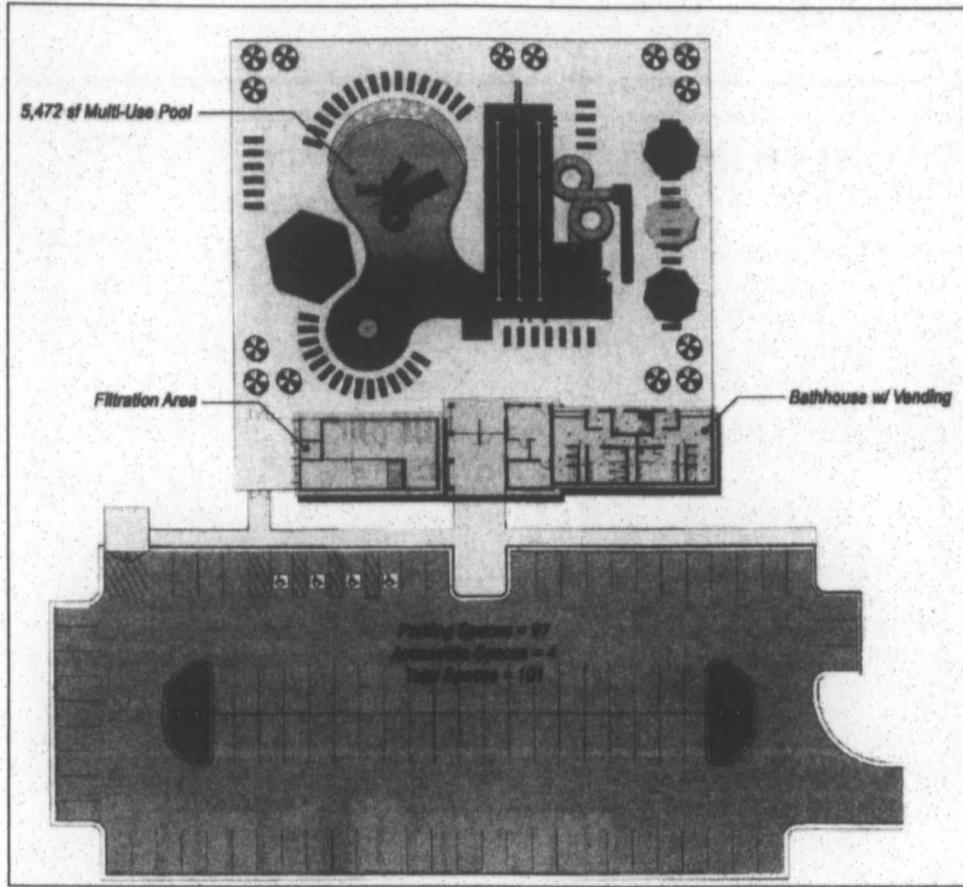 5,472 sf Multi-Use Pool
Filtration Area
Bathhouse w/ Vending
Parking Spaces = 97
Accessible Spaces = 4
Total Spaces = 101